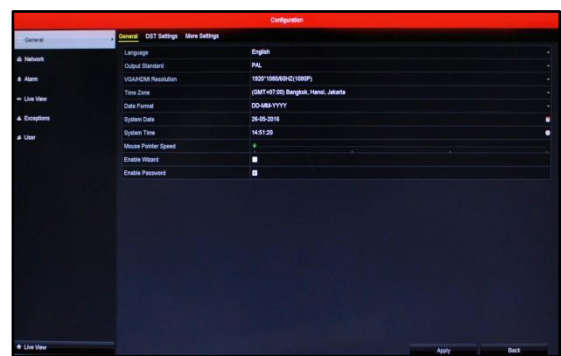 Configuration
General
Network
Alarm
Live View
Exceptions
User
General DST Settings More Settings
Language English
Output Standard PAL
VGA/HDMI Resolution 1920*1080/60HZ(1080P)
Time Zone (GMT+07:00) Bangkok, Hanoi, Jakarta
Date Format DD-MM-YYYY
System Date 26-05-2016
System Time 14:51:20
Mouse Pointer Speed
Enable Wizard
Enable Password
Live View
Apply Back